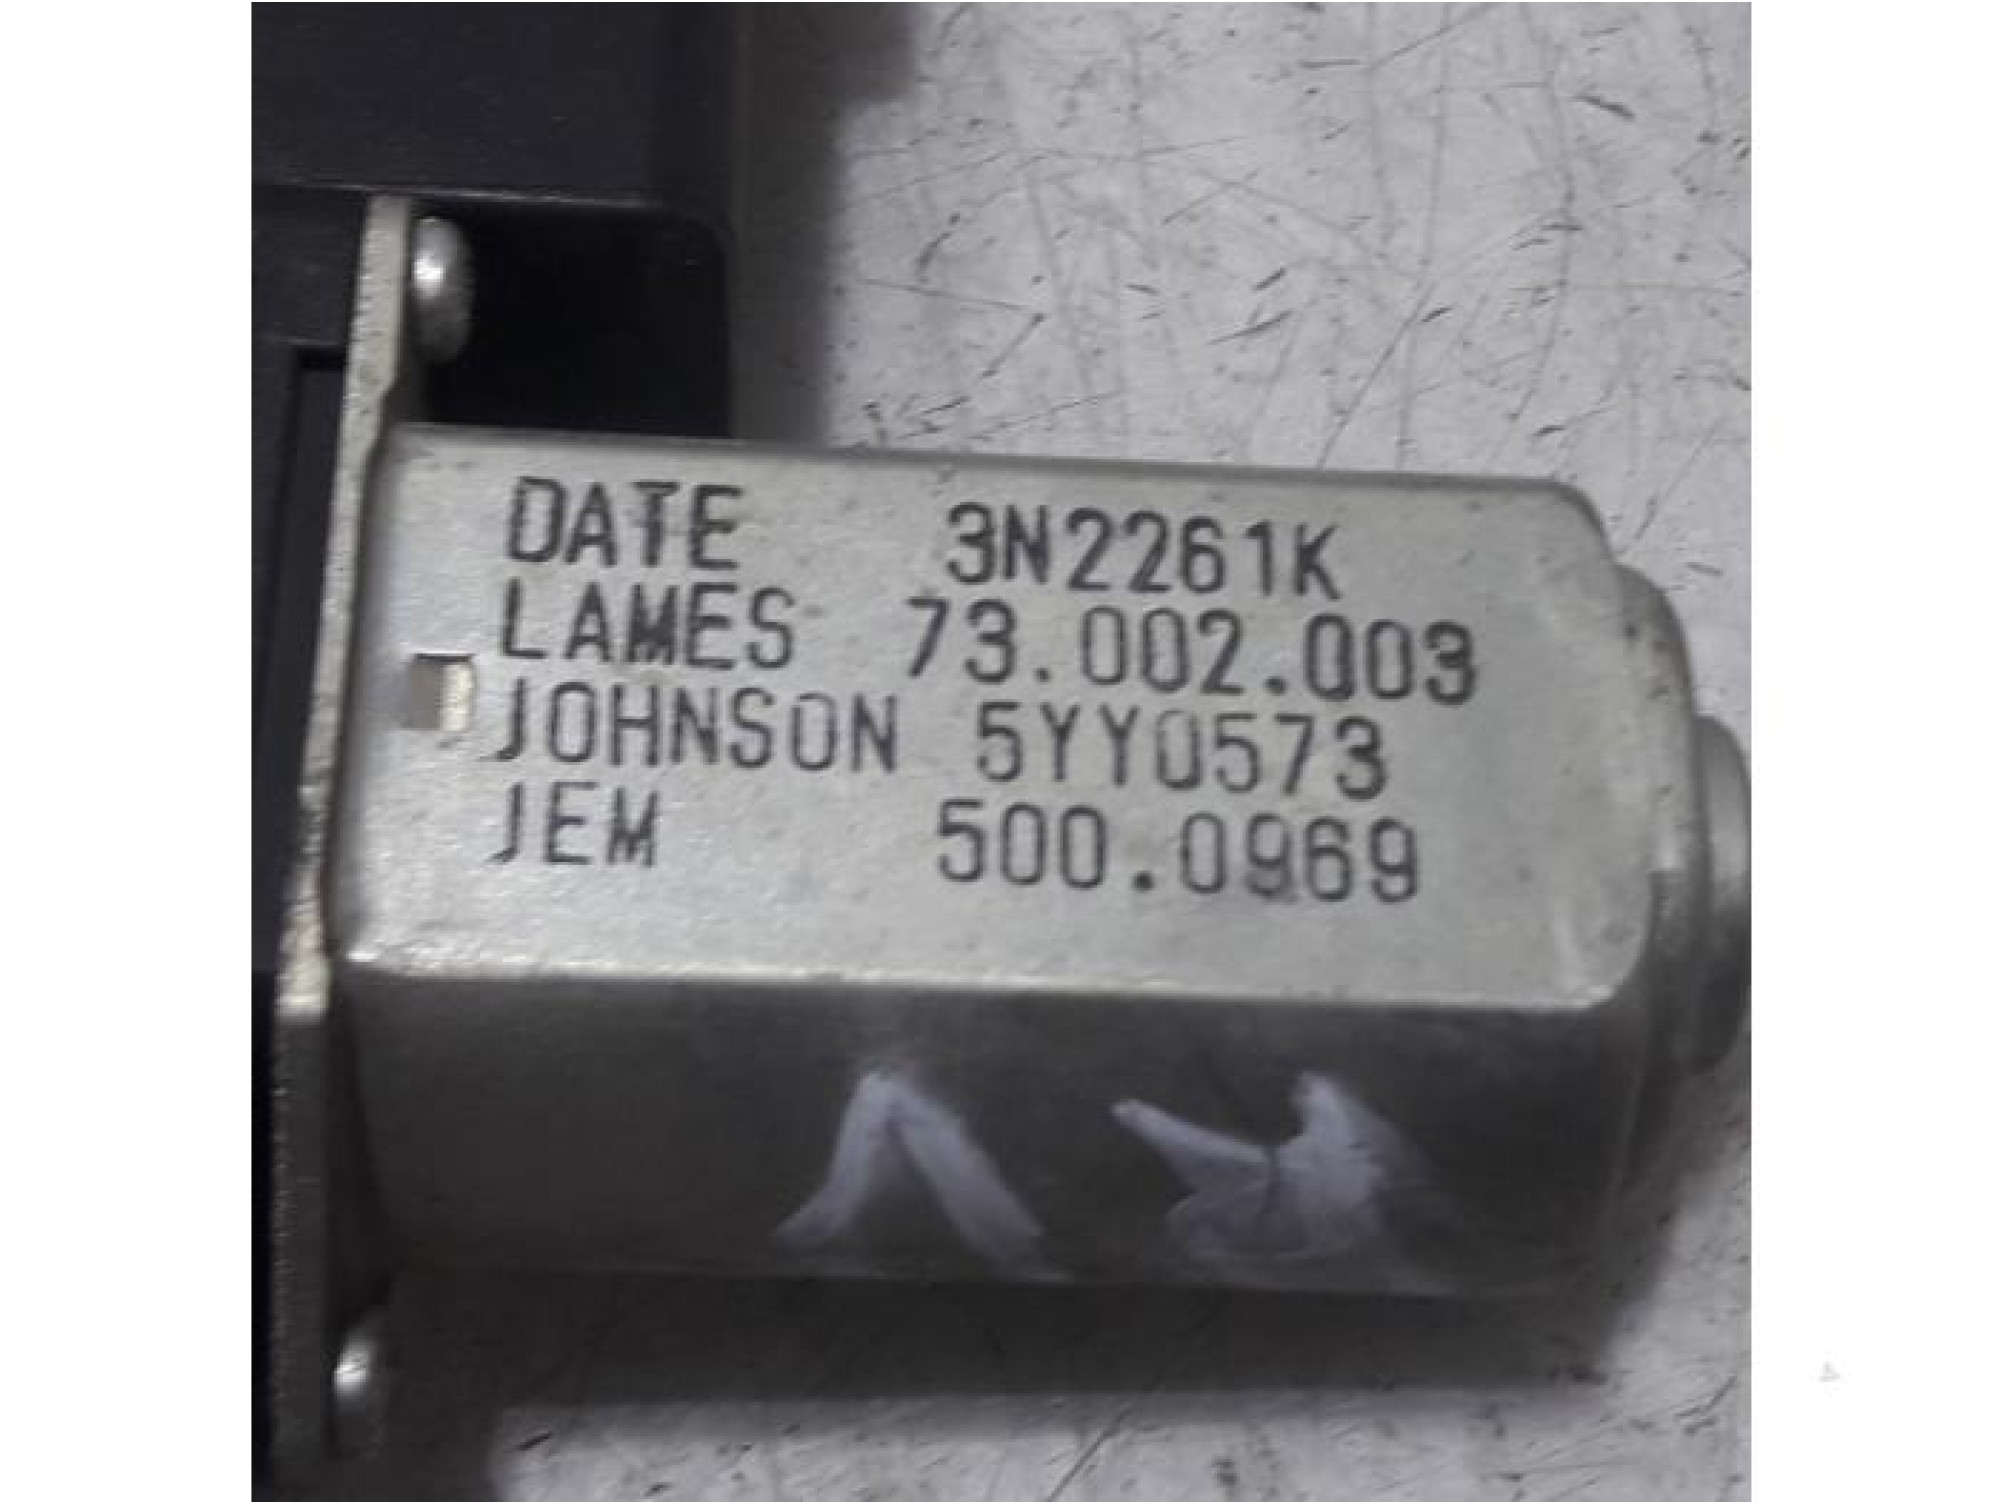 DATE 3N2261K
LAMES 73.002.003
JOHNSON 5YY0573
JEM 500.0969